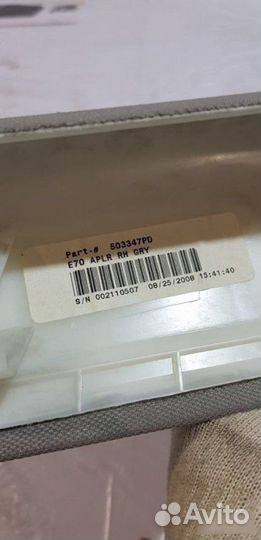 Part-# 503347PD
E70 APLR RH GRY
S/N 002110507 08/25/2008 15:41:40
Avito